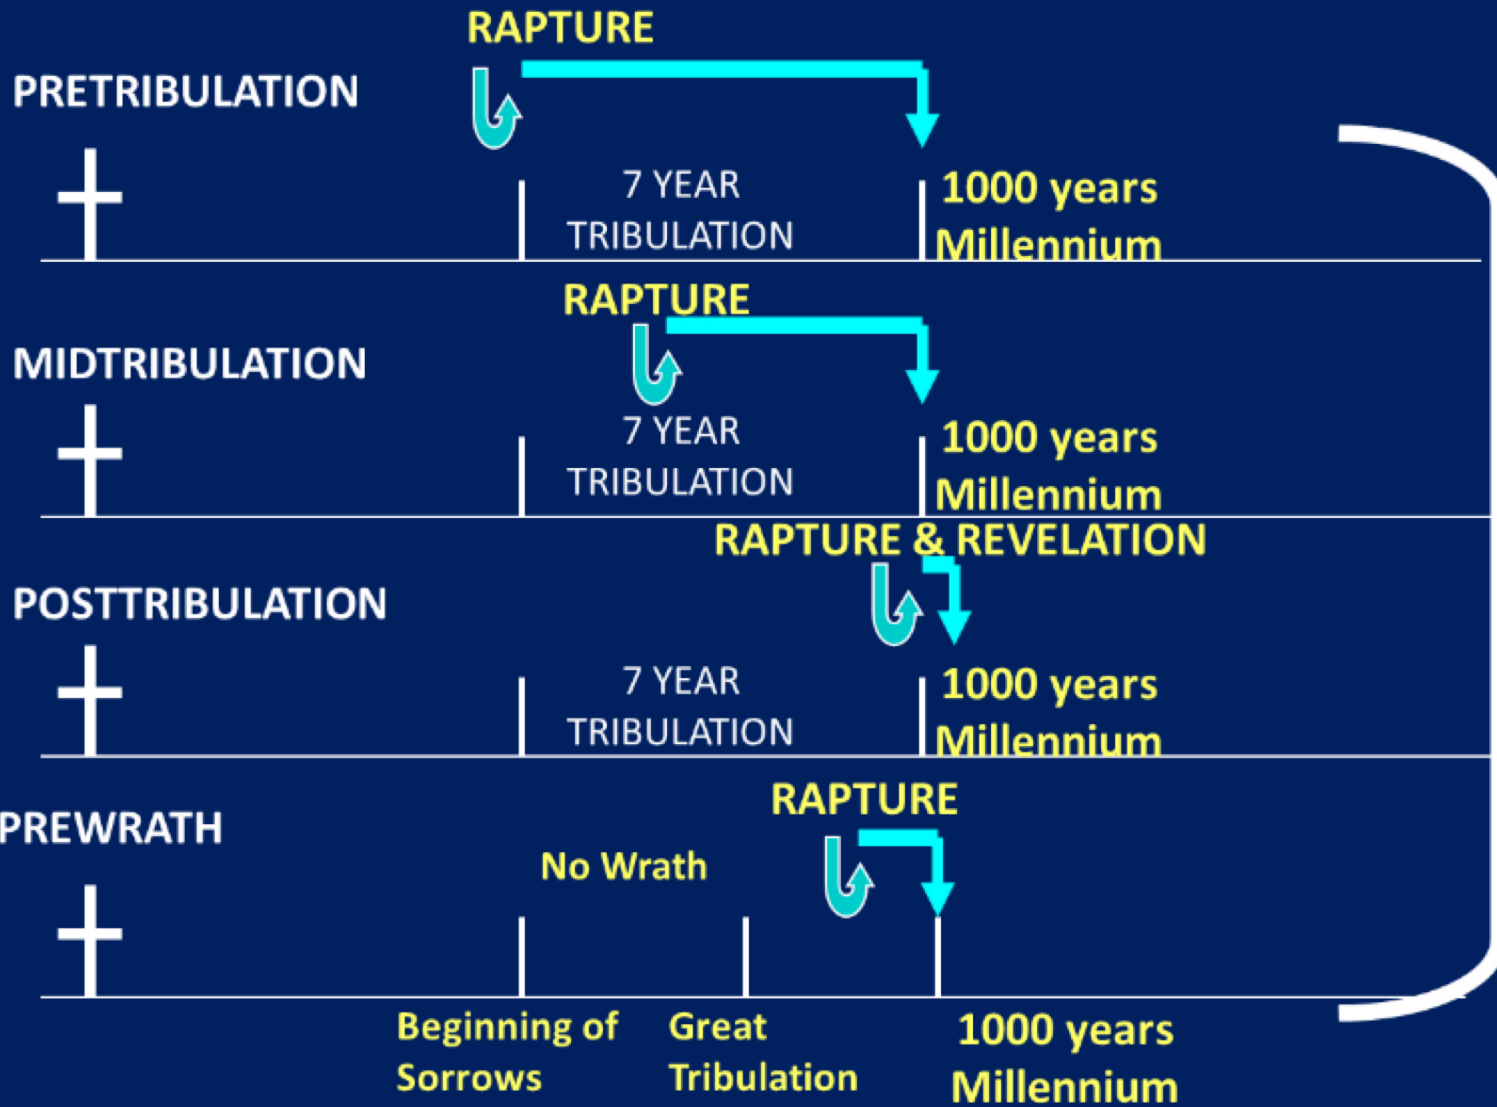 RAPTURE
PRETRIBULATION
7 YEAR
TRIBULATION
1000 years
Millennium
RAPTURE
MIDTRIBULATION
7 YEAR
TRIBULATION
1000 years
Millennium
RAPTURE & REVELATION
POSTTRIBULATION
7 YEAR
TRIBULATION
1000 years
Millennium
RAPTURE
PREWRATH
No Wrath
Beginning of
Sorrows
Great
Tribulation
1000 years
Millennium